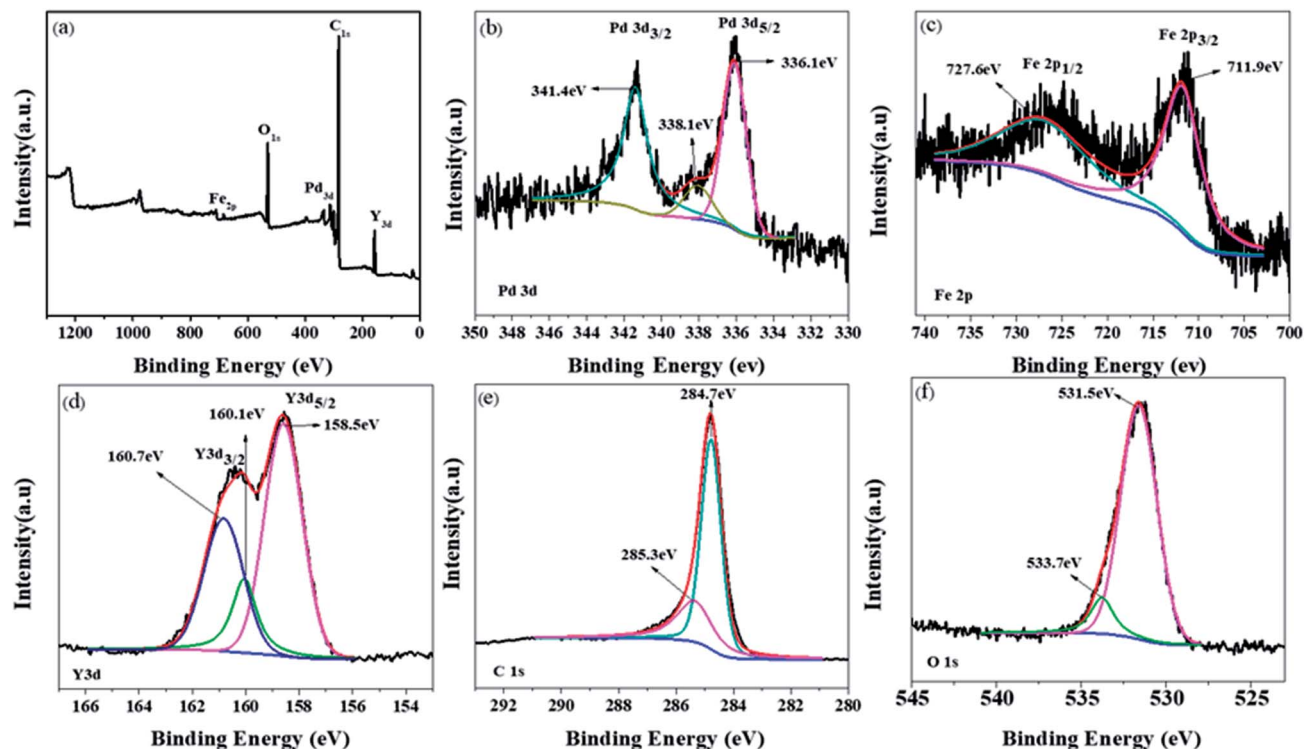 (a)
C1s
O1s
Fe2p
Pd3d
Y3d
Intensity(a.u.)
1200 1000 800 600 400 200 0
Binding Energy (eV)
(b)
Pd 3d3/2
Pd 3d5/2
341.4eV
338.1eV
336.1eV
Pd 3d
Intensity(a.u)
350 348 346 344 342 340 338 336 334 332 330
Binding Energy (ev)
(c)
727.6eV
Fe 2p1/2
Fe 2p3/2
711.9eV
Fe 2p
Intensity(a.u)
740 735 730 725 720 715 710 705 700
Binding Energy (ev)
(d)
160.7eV
Y3d3/2
160.1eV
Y3d5/2
158.5eV
Y3d
Intensity(a.u)
166 164 162 160 158 156 154
Binding Energy (eV)
(e)
284.7eV
285.3eV
C 1s
Intensity(a.u)
292 290 288 286 284 282 280
Binding Energy (eV)
(f)
531.5eV
533.7eV
O 1s
Intensity(a.u)
545 540 535 530 525
Binding Energy (eV)